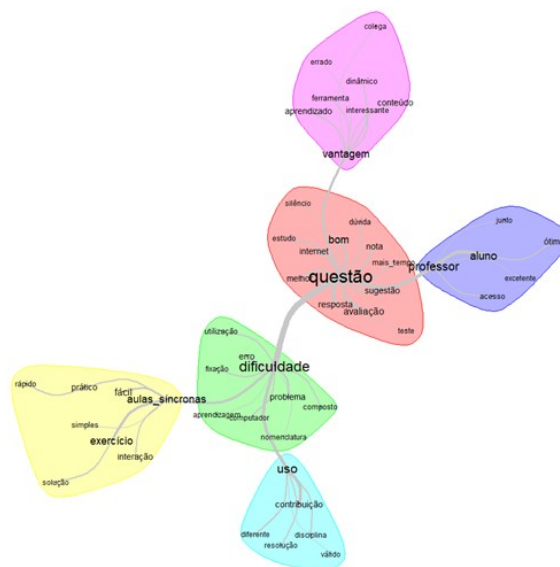 colega
errado
dinâmico
ferramenta
conteúdo
aprendizado
interessante
vantagem
silêncio
dúvida
junto
estudo
bom
nota
ótimo
internet
aluno
mais_tempo
professor
melhor
questão
excelente
sugestão
acesso
resposta
avaliação
utilização
teste
erro
dificuldade
fixação
rápido
prático
fácil
problema
aulas_síncronas
composto
aprendizagem
computador
simples
exercício
nomenclatura
interação
uso
solução
contribuição
diferente
disciplina
resolução
válido